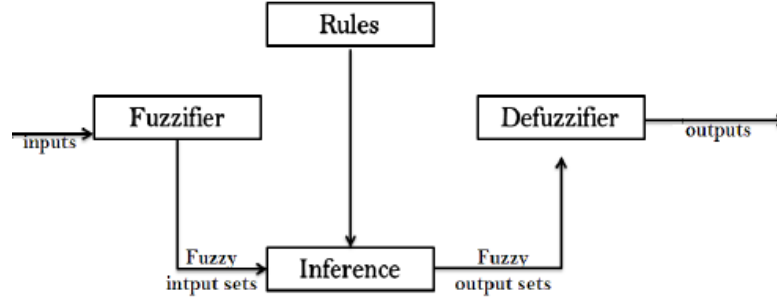 Rules
Fuzzifier
Defuzzifier
inputs
outputs
Fuzzy
intput sets
Inference
Fuzzy
output sets